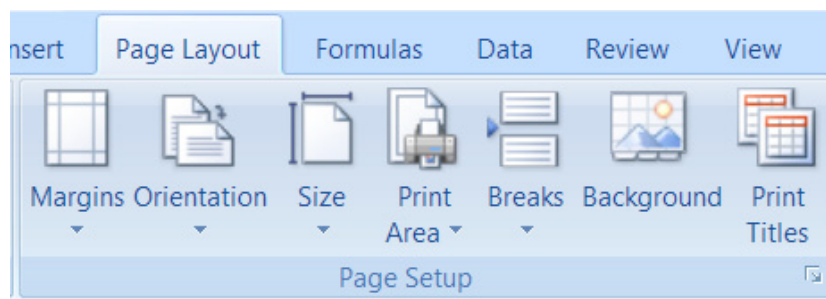 nsert Page Layout Formulas Data Review View
Margins Orientation Size Print Area Breaks Background Print Titles
Page Setup